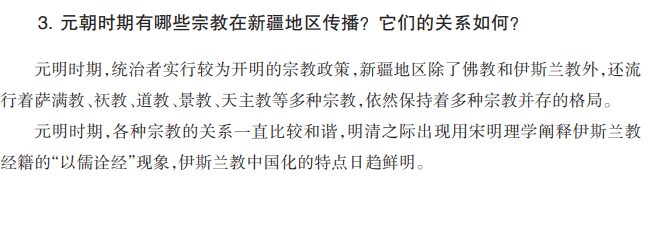 3. 元朝时期有哪些宗教在新疆地区传播？它们的关系如何？
元明时期,统治者实行较为开明的宗教政策,新疆地区除了佛教和伊斯兰教外,还流
行着萨满教、祆教、道教、景教、天主教等多种宗教,依然保持着多种宗教并存的格局。
元明时期,各种宗教的关系一直比较和谐,明清之际出现用宋明理学阐释伊斯兰教
经籍的“以儒诠经”现象,伊斯兰教中国化的特点日趋鲜明。